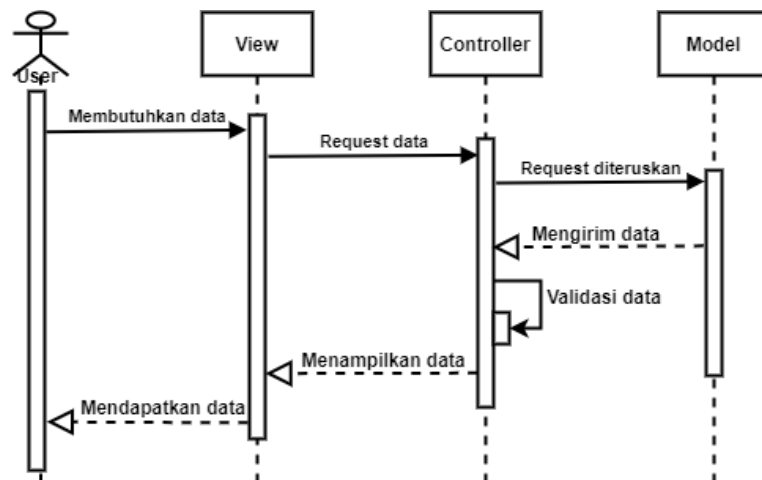 User
View
Controller
Model
Membutuhkan data
Request data
Request diteruskan
Mengirim data
Validasi data
Menampilkan data
Mendapatkan data